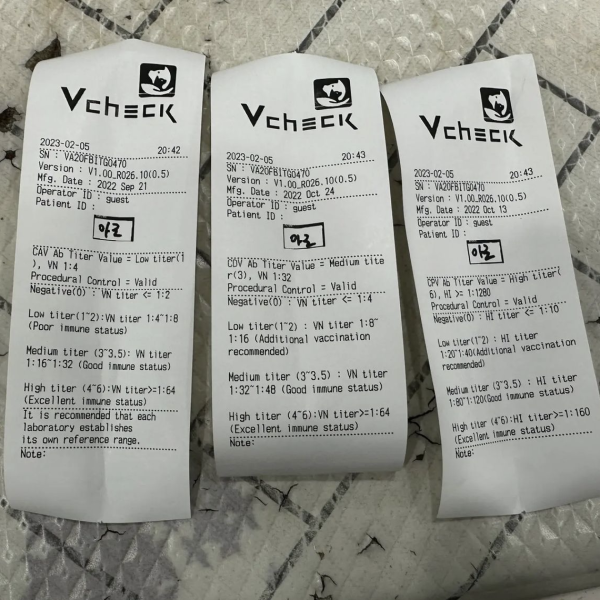 Vcheck
2023-02-05 20:42
SN : VA20FB1TG0470
Version : V1.00_R026.10(0.5)
Mfg. Date : 2022 Sep 21
Operator ID : guest
Patient ID :
아로
CAV Ab Titer Value = Low titer(1
), VN 1:4
Procedural Control = Valid
Negative(0) : VN titer <= 1:2
Low titer(1~2):VN titer 1:4~1:8
(Poor immune status)
Medium titer (3~3.5): VN titer
1:16~1:32 (Good immune status)
High titer (4~6):VN titer>=1:64
(Excellent immune status)
It is recommended that each
laboratory establishes
its own reference range.
Note:
Vcheck
2023-02-05 20:43
SN : VA20FB1TG0470
Version : V1.00_R026.10(0.5)
Mfg. Date : 2022 Oct 24
Operator ID : guest
Patient ID :
아로
CDV Ab Titer Value = Medium tite
r(3), VN 1:32
Procedural Control = Valid
Negative(0) : VN titer <= 1:4
Low titer(1~2) : VN titer 1:8~
1:16 (Additional vaccination
recommended)
Medium titer (3~3.5) : VN titer
1:32~1:48 (Good immune status)
High titer (4~6):VN titer>=1:64
(Excellent immune status)
Note:
Vcheck
2023-02-05 20:43
SN : VA20FB1TG0470
Version : V1.00_R026.10(0.5)
Mfg. Date : 2022 Oct 13
Operator ID : guest
Patient ID :
아로
CPV Ab Titer Value = High titer(
6), HI >= 1:1280
Procedural Control = Valid
Negative(0) : HI titer <= 1:10
Low titer(1~2) : HI titer
1:20~1:40(Additional vaccination
recommended)
Medium titer (3~3.5) : HI titer
1:80~1:120(Good immune status)
High titer (4~6):HI titer>=1:160
(Excellent immune status)
Note: